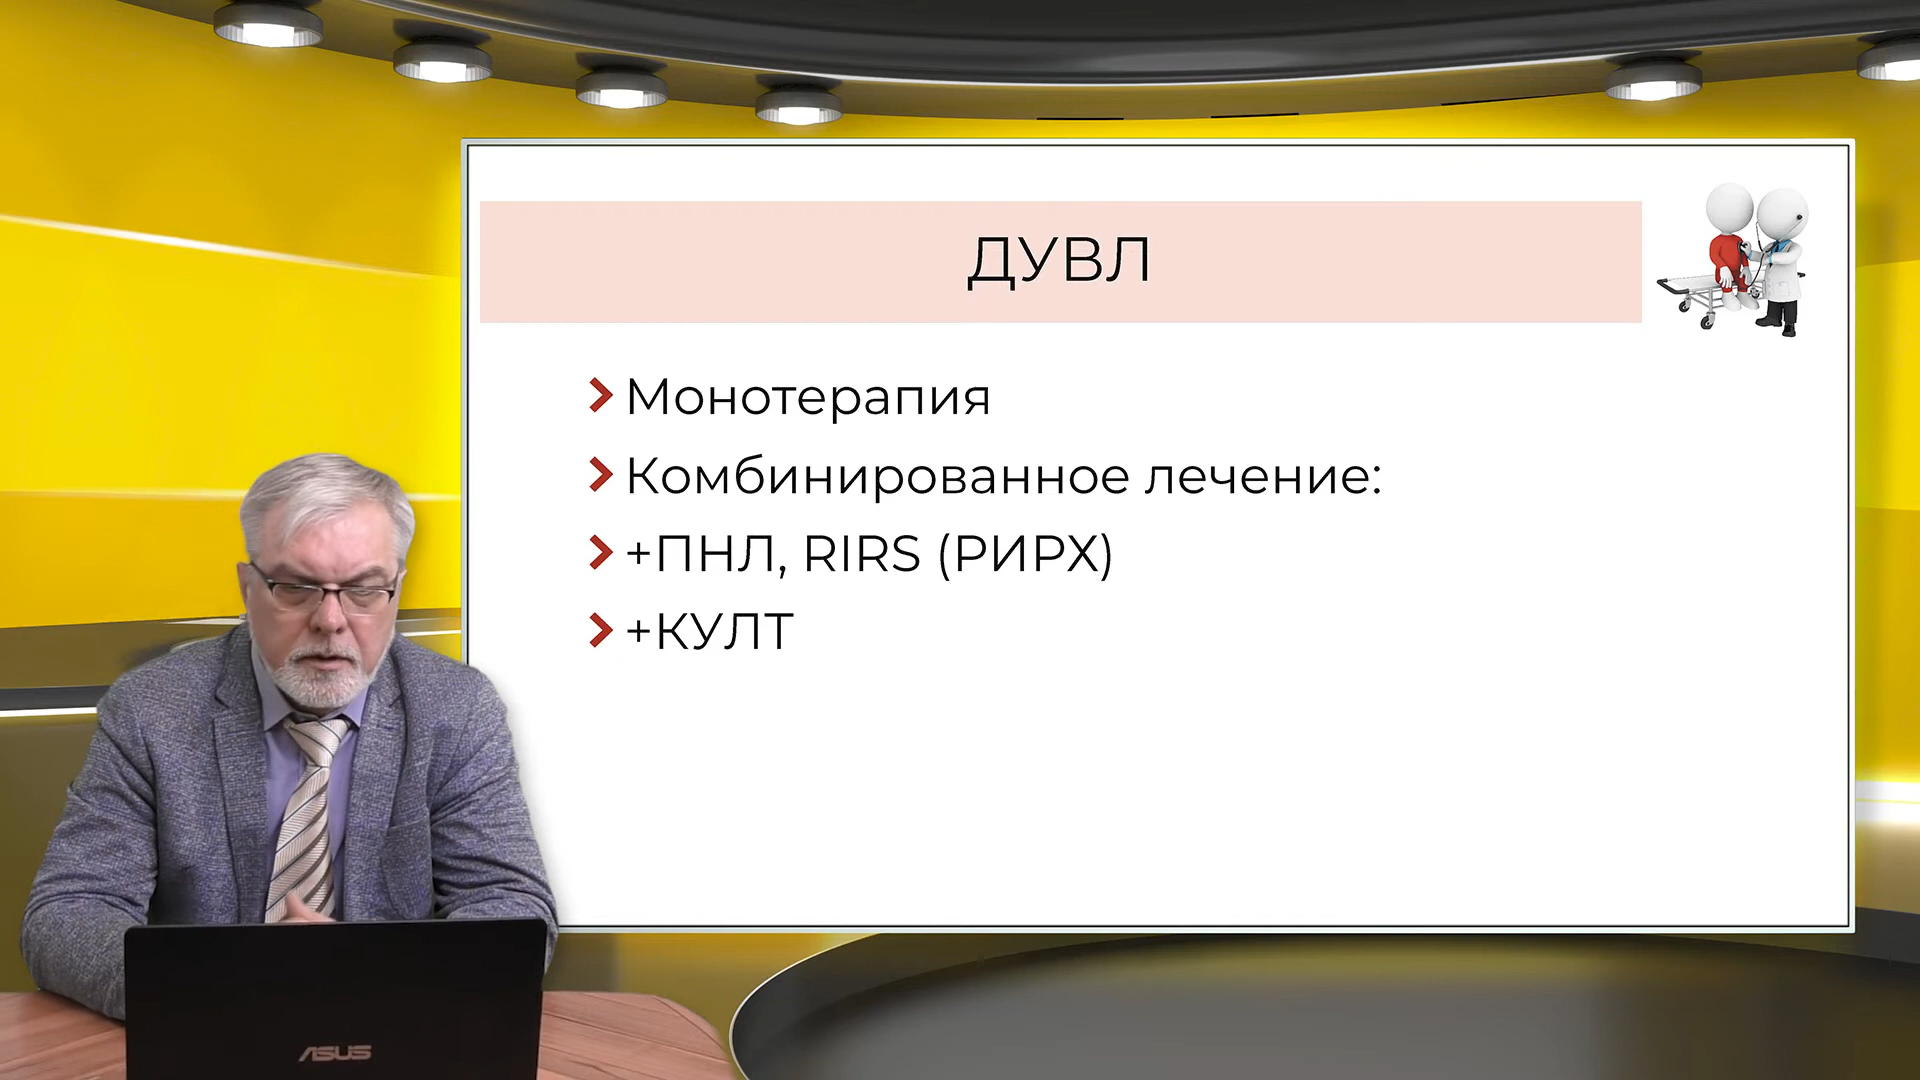 ДУВЛ
Монотерапия
Комбинированное лечение:
+ПНЛ, RIRS (РИРХ)
+КУЛТ
ASUS